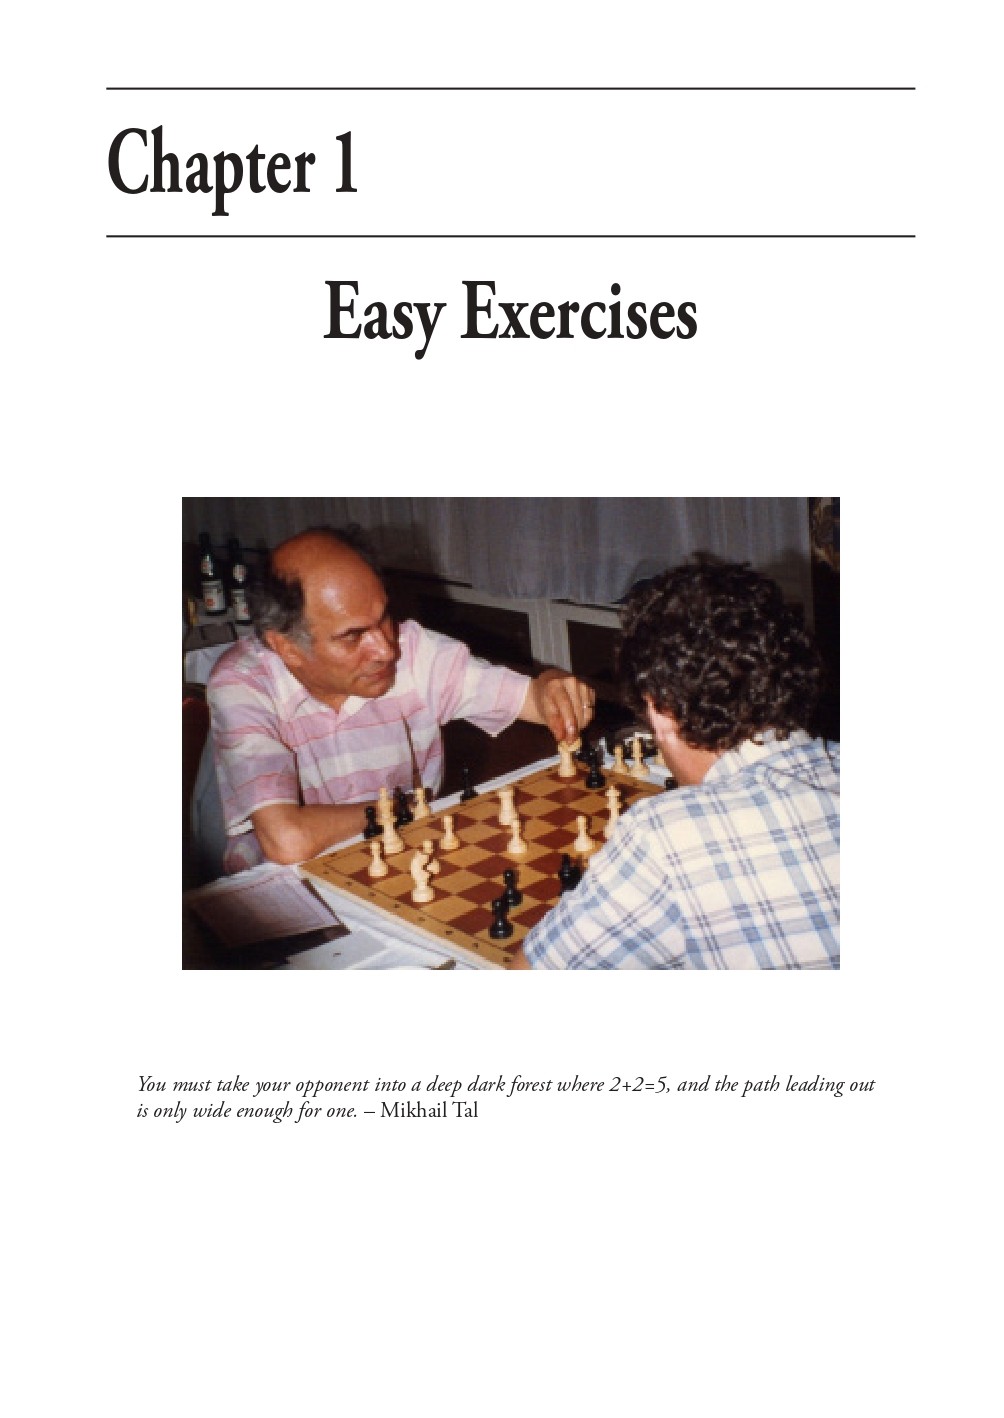 Chapter 1
Easy Exercises
You must take your opponent into a deep dark forest where 2+2=5, and the path leading out
is only wide enough for one. – Mikhail Tal